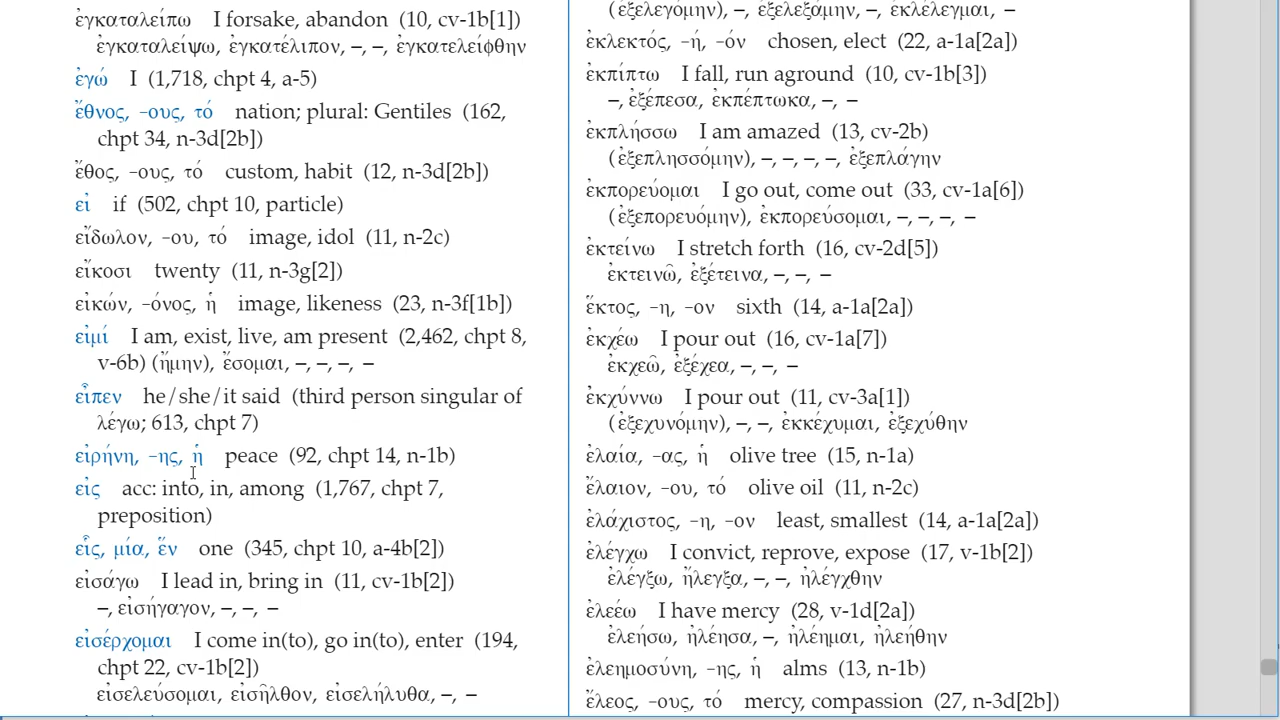 ἐγκαταλείπω I forsake, abandon (10, cv-1b[1])
ἐγκαταλείψω, ἐγκατέλιπον, –, –, ἐγκατελείφθην
ἐγώ I (1,718, chpt 4, a-5)
ἔθνος, -ους, τό nation; plural: Gentiles (162,
chpt 34, n-3d[2b])
ἔθος, -ους, τό custom, habit (12, n-3d[2b])
εἰ if (502, chpt 10, particle)
εἴδωλον, -ου, τό image, idol (11, n-2c)
εἴκοσι twenty (11, n-3g[2])
εἰκών, -όνος, ἡ image, likeness (23, n-3f[1b])
εἰμί I am, exist, live, am present (2,462, chpt 8,
v-6b) (ἤμην), ἔσομαι, –, –, –, –
εἶπεν he/she/it said (third person singular of
λέγω; 613, chpt 7)
εἰρήνη, -ης, ἡ peace (92, chpt 14, n-1b)
εἰς acc: into, in, among (1,767, chpt 7,
preposition)
εἷς, μία, ἕν one (345, chpt 10, a-4b[2])
εἰσάγω I lead in, bring in (11, cv-1b[2])
–, εἰσήγαγον, –, –, –
εἰσέρχομαι I come in(to), go in(to), enter (194,
chpt 22, cv-1b[2])
εἰσελεύσομαι, εἰσῆλθον, εἰσελήλυθα, –, –
(ἐξελεγόμην), –, ἐξελεξάμην, –, ἐκλέλεγμαι, –
ἐκλεκτός, -ή, -όν chosen, elect (22, a-1a[2a])
ἐκπίπτω I fall, run aground (10, cv-1b[3])
–, ἐξέπεσα, ἐκπέπτωκα, –, –
ἐκπλήσσω I am amazed (13, cv-2b)
(ἐξεπλησσόμην), –, –, –, –, ἐξεπλάγην
ἐκπορεύομαι I go out, come out (33, cv-1a[6])
(ἐξεπορευόμην), ἐκπορεύσομαι, –, –, –, –
ἐκτείνω I stretch forth (16, cv-2d[5])
ἐκτεινῶ, ἐξέτεινα, –, –, –
ἕκτος, -η, -ον sixth (14, a-1a[2a])
ἐκχέω I pour out (16, cv-1a[7])
ἐκχεῶ, ἐξέχεα, –, –, –
ἐκχύννω I pour out (11, cv-3a[1])
(ἐξεχυνόμην), –, –, ἐκκέχυμαι, ἐξεχύθην
ἐλαία, -ας, ἡ olive tree (15, n-1a)
ἔλαιον, -ου, τό olive oil (11, n-2c)
ἐλάχιστος, -η, -ον least, smallest (14, a-1a[2a])
ἐλέγχω I convict, reprove, expose (17, v-1b[2])
ἐλέγξω, ἤλεγξα, –, –, ἠλέγχθην
ἐλεέω I have mercy (28, v-1d[2a])
ἐλεήσω, ἠλέησα, –, ἠλέημαι, ἠλεήθην
ἐλεημοσύνη, -ης, ἡ alms (13, n-1b)
ἔλεος, -ους, τό mercy, compassion (27, n-3d[2b])